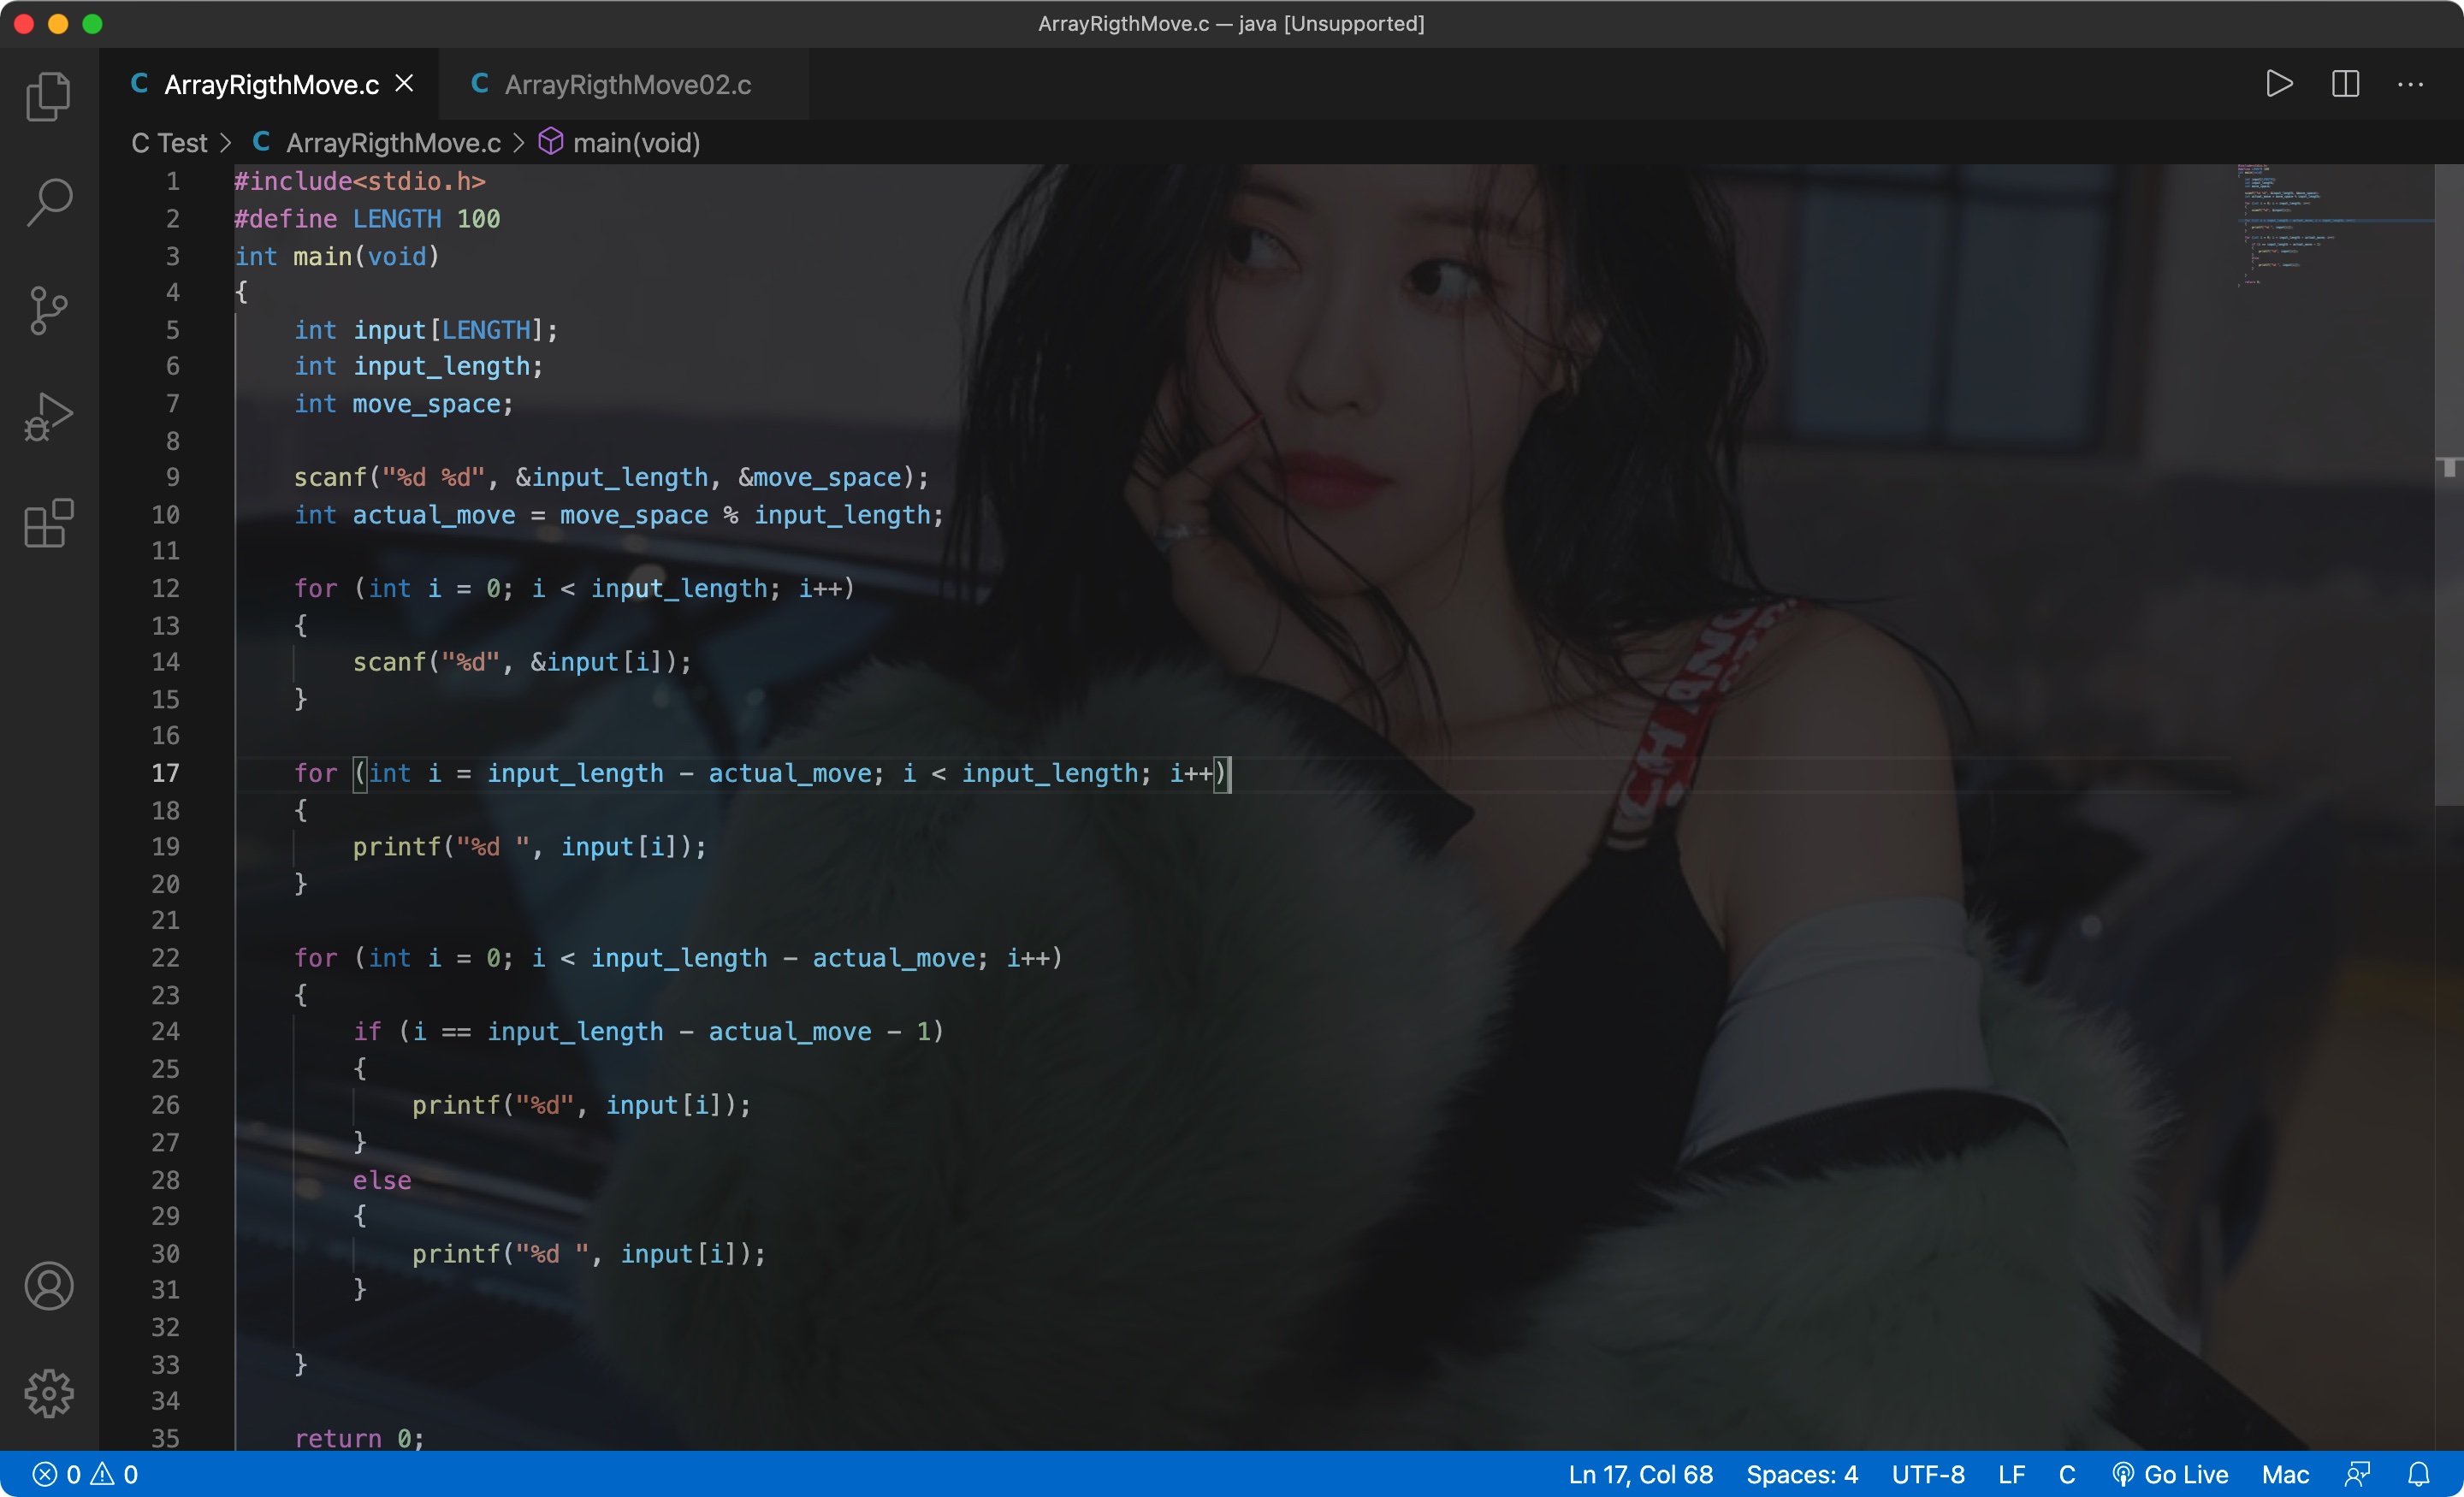 ArrayRigthMove.c — java [Unsupported]
C ArrayRigthMove.c
C ArrayRigthMove02.c
C Test > C ArrayRigthMove.c > main(void)
1 #include<stdio.h>
2 #define LENGTH 100
3 int main(void)
4 {
5     int input[LENGTH];
6     int input_length;
7     int move_space;
8
9     scanf("%d %d", &input_length, &move_space);
10     int actual_move = move_space % input_length;
11
12     for (int i = 0; i < input_length; i++)
13     {
14         scanf("%d", &input[i]);
15     }
16
17     for (int i = input_length - actual_move; i < input_length; i++)
18     {
19         printf("%d ", input[i]);
20     }
21
22     for (int i = 0; i < input_length - actual_move; i++)
23     {
24         if (i == input_length - actual_move - 1)
25         {
26             printf("%d", input[i]);
27         }
28         else
29         {
30             printf("%d ", input[i]);
31         }
32
33     }
34
35     return 0;
0 0 Ln 17, Col 68 Spaces: 4 UTF-8 LF C Go Live Mac